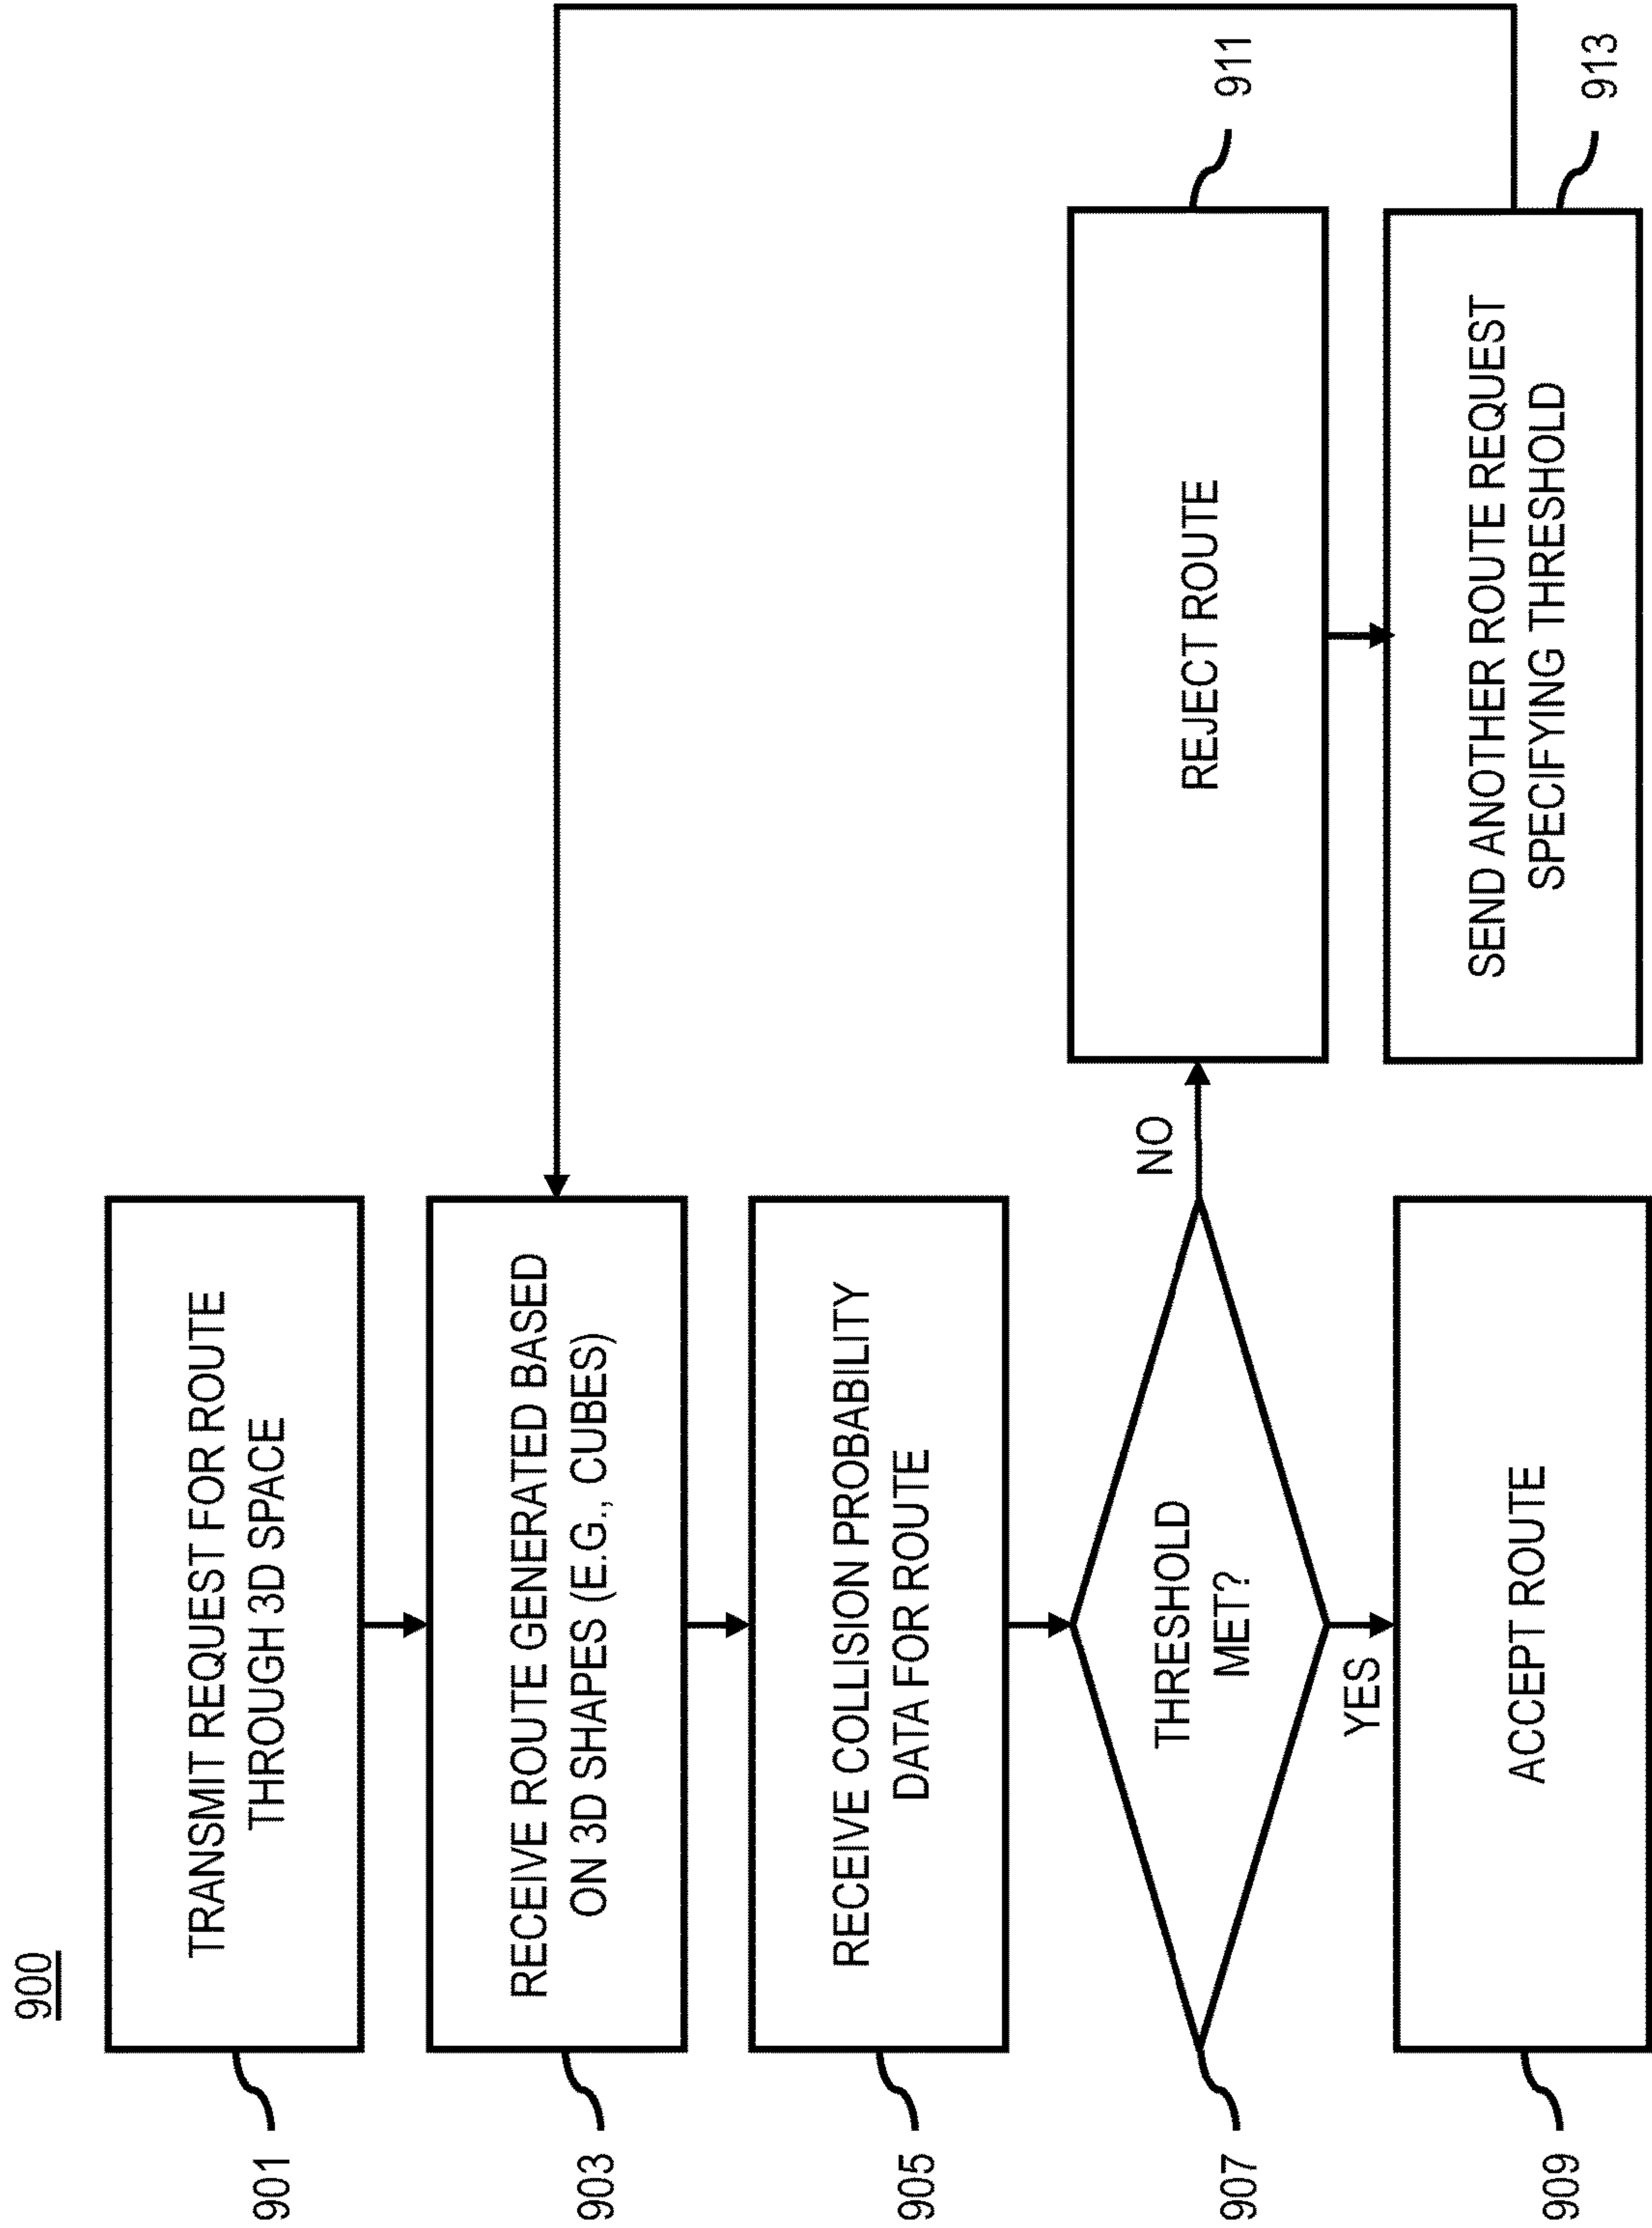 900
901
TRANSMIT REQUEST FOR ROUTE
THROUGH 3D SPACE
903
RECEIVE ROUTE GENERATED BASED
ON 3D SHAPES (E.G., CUBES)
905
RECEIVE COLLISION PROBABILITY
DATA FOR ROUTE
907
THRESHOLD
MET?
NO
YES
909
ACCEPT ROUTE
REJECT ROUTE
911
SEND ANOTHER ROUTE REQUEST
SPECIFYING THRESHOLD
913